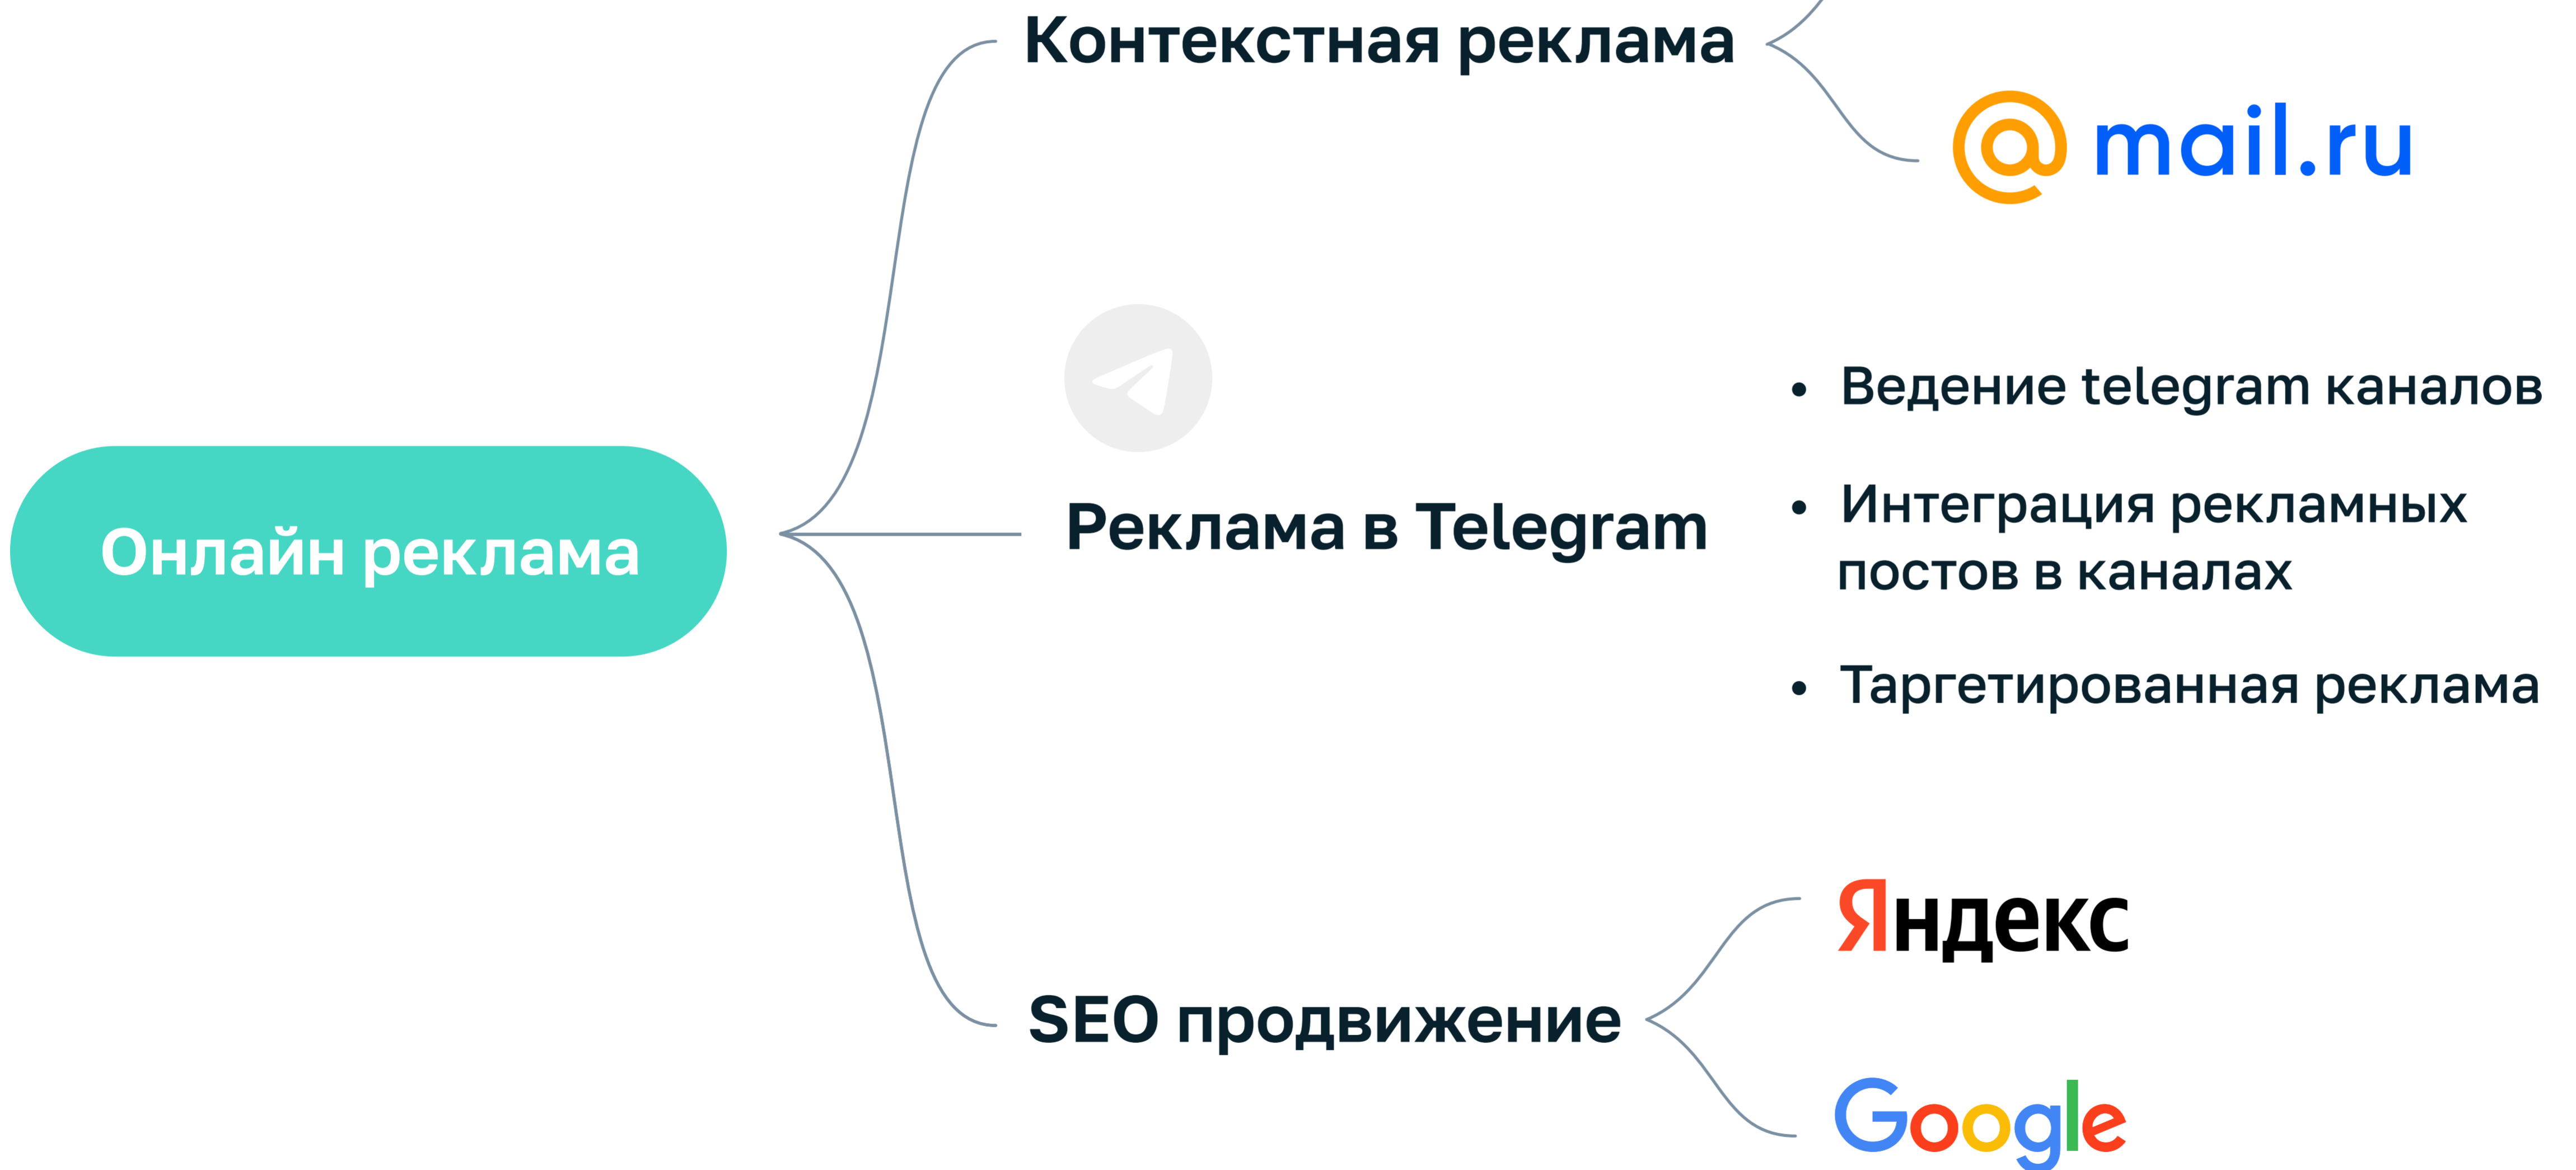 Контекстная реклама
@mail.ru
Онлайн реклама
Реклама в Telegram
• Ведение telegram каналов
• Интеграция рекламных
постов в каналах
• Таргетированная реклама
SEO продвижение
Яндекс
Google